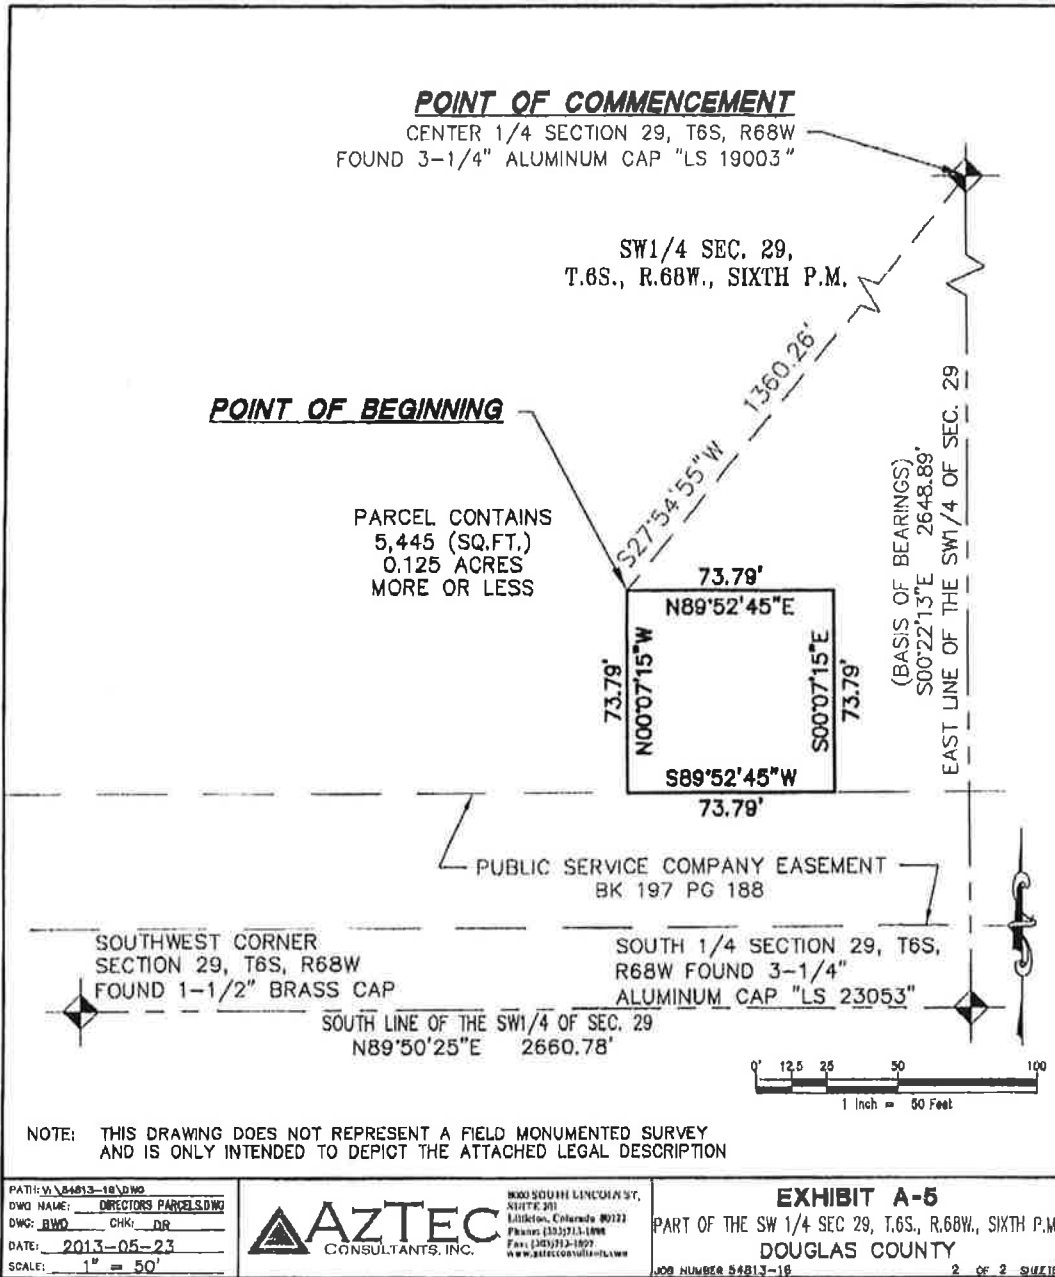 POINT OF COMMENCEMENT
CENTER 1/4 SECTION 29, T6S, R68W
FOUND 3-1/4" ALUMINUM CAP "LS 19003"
SW1/4 SEC. 29,
T.6S., R.68W., SIXTH P.M.
1360.26'
S27°54'55"W
POINT OF BEGINNING
PARCEL CONTAINS
5,445 (SQ.FT.)
0.125 ACRES
MORE OR LESS
73.79'
N89°52'45"E
73.79'
N00°07'15"W
S00°07'15"E
73.79'
S89°52'45"W
73.79'
(BASIS OF BEARINGS)
S00°22'13"E 2648.89'
EAST LINE OF THE SW1/4 OF SEC. 29
PUBLIC SERVICE COMPANY EASEMENT
BK 197 PG 188
SOUTHWEST CORNER
SECTION 29, T6S, R68W
FOUND 1-1/2" BRASS CAP
SOUTH 1/4 SECTION 29, T6S,
R68W FOUND 3-1/4"
ALUMINUM CAP "LS 23053"
SOUTH LINE OF THE SW1/4 OF SEC. 29
N89°50'25"E 2660.78'
0' 12.5 25 50 100
1 inch = 50 Feet
NOTE: THIS DRAWING DOES NOT REPRESENT A FIELD MONUMENTED SURVEY
AND IS ONLY INTENDED TO DEPICT THE ATTACHED LEGAL DESCRIPTION
PATH:
DWG NAME: DIRECTORS PARCELS.DWG
DWG: BWD CHK: DR
DATE: 2013-05-23
SCALE: 1" = 50'
AZTEC
CONSULTANTS, INC.
8000 SOUTH LINCOLN ST,
SUITE 201
Littleton, Colorado 80122
EXHIBIT A-5
PART OF THE SW 1/4 SEC 29, T.6S., R.68W., SIXTH P.M
DOUGLAS COUNTY
JOB NUMBER 54813-18
2 OF 2 SHEETS